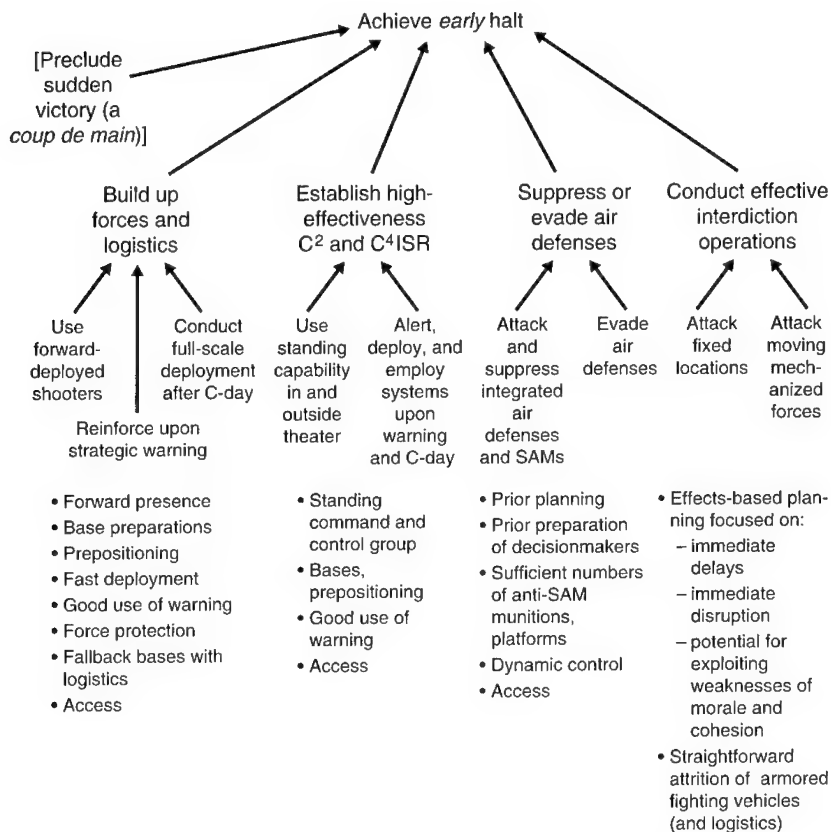 Achieve early halt
[Preclude
sudden
victory (a
coup de main)]
Build up
forces and
logistics
Establish high-
effectiveness
C² and C⁴ISR
Suppress or
evade air
defenses
Conduct effective
interdiction
operations
Use
forward-
deployed
shooters
Conduct
full-scale
deployment
after C-day
Reinforce upon
strategic warning
Use
standing
capability
in and
outside
theater
Alert,
deploy, and
employ
systems
upon
warning
and C-day
Attack
and
suppress
integrated
air
defenses
and SAMs
Evade
air
defenses
Attack
fixed
locations
Attack
moving
mech-
anized
forces
• Forward presence
• Base preparations
• Prepositioning
• Fast deployment
• Good use of warning
• Force protection
• Fallback bases with
logistics
• Access
• Standing
command and
control group
• Bases,
prepositioning
• Good use of
warning
• Access
• Prior planning
• Prior preparation
of decisionmakers
• Sufficient numbers
of anti-SAM
munitions,
platforms
• Dynamic control
• Access
• Effects-based plan-
ning focused on:
– immediate
delays
– immediate
disruption
– potential for
exploiting
weaknesses of
morale and
cohesion
• Straightforward
attrition of armored
fighting vehicles
(and logistics)